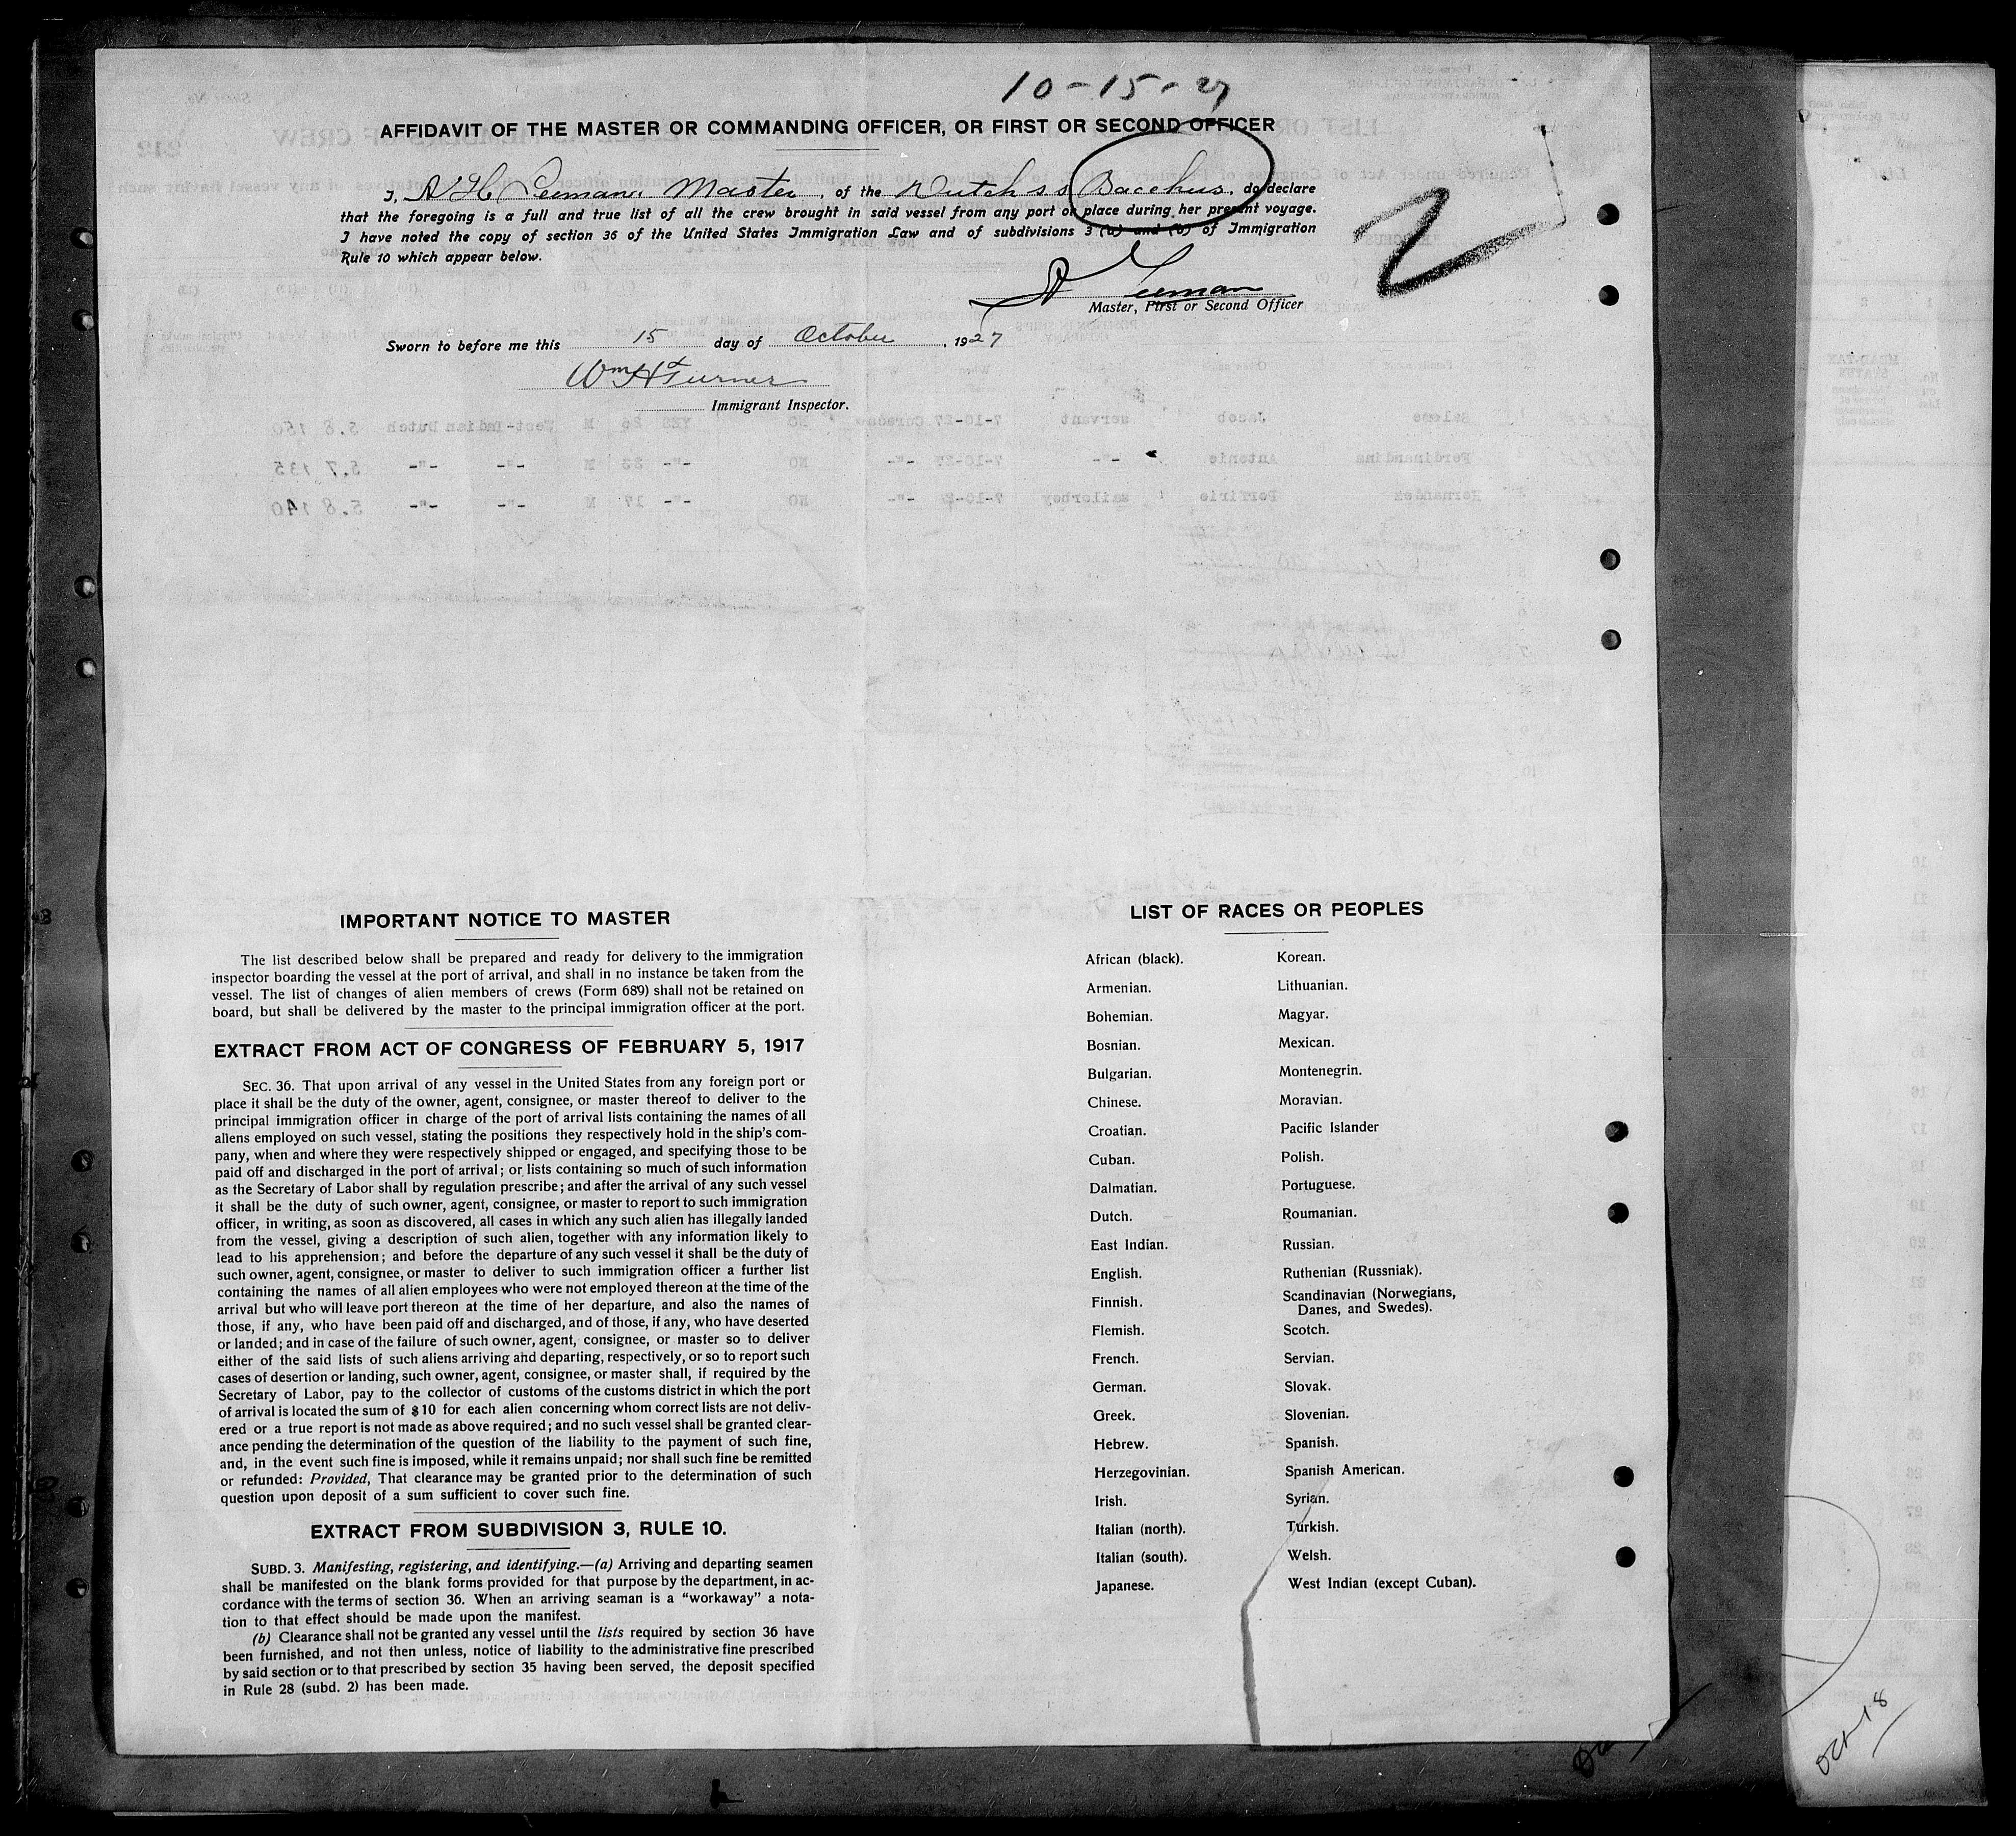 10-15-27
AFFIDAVIT OF THE MASTER OR COMMANDING OFFICER, OR FIRST OR SECOND OFFICER
I, Master, of the Dutch s.s Bacchus, do declare
that the foregoing is a full and true list of all the crew brought in said vessel from any port or place during her present voyage.
I have noted the copy of section 36 of the United States Immigration Law and of subdivisions 3 (a) and (b) of Immigration
Rule 10 which appear below.
2
Master, First or Second Officer
Sworn to before me this 15 day of October, 1927
Wm H Turner
Immigrant Inspector.
IMPORTANT NOTICE TO MASTER
The list described below shall be prepared and ready for delivery to the immigration
inspector boarding the vessel at the port of arrival, and shall in no instance be taken from the
vessel. The list of changes of alien members of crews (Form 689) shall not be retained on
board, but shall be delivered by the master to the principal immigration officer at the port.
EXTRACT FROM ACT OF CONGRESS OF FEBRUARY 5, 1917
SEC. 36. That upon arrival of any vessel in the United States from any foreign port or
place it shall be the duty of the owner, agent, consignee, or master thereof to deliver to the
principal immigration officer in charge of the port of arrival lists containing the names of all
aliens employed on such vessel, stating the positions they respectively hold in the ship's com-
pany, when and where they were respectively shipped or engaged, and specifying those to be
paid off and discharged in the port of arrival; or lists containing so much of such information
as the Secretary of Labor shall by regulation prescribe; and after the arrival of any such vessel
it shall be the duty of such owner, agent, consignee, or master to report to such immigration
officer, in writing, as soon as discovered, all cases in which any such alien has illegally landed
from the vessel, giving a description of such alien, together with any information likely to
lead to his apprehension; and before the departure of any such vessel it shall be the duty of
such owner, agent, consignee, or master to deliver to such immigration officer a further list
containing the names of all alien employees who were not employed thereon at the time of the
arrival but who will leave port thereon at the time of her departure, and also the names of
those, if any, who have been paid off and discharged, and of those, if any, who have deserted
or landed; and in case of the failure of such owner, agent, consignee, or master so to deliver
either of the said lists of such aliens arriving and departing, respectively, or so to report such
cases of desertion or landing, such owner, agent, consignee, or master shall, if required by the
Secretary of Labor, pay to the collector of customs of the customs district in which the port
of arrival is located the sum of $10 for each alien concerning whom correct lists are not deliv-
ered or a true report is not made as above required; and no such vessel shall be granted clear-
ance pending the determination of the question of the liability to the payment of such fine,
and, in the event such fine is imposed, while it remains unpaid; nor shall such fine be remitted
or refunded: Provided, That clearance may be granted prior to the determination of such
question upon deposit of a sum sufficient to cover such fine.
EXTRACT FROM SUBDIVISION 3, RULE 10.
SUBD. 3. Manifesting, registering, and identifying.—(a) Arriving and departing seamen
shall be manifested on the blank forms provided for that purpose by the department, in ac-
cordance with the terms of section 36. When an arriving seaman is a "workaway" a nota-
tion to that effect should be made upon the manifest.
(b) Clearance shall not be granted any vessel until the lists required by section 36 have
been furnished, and not then unless, notice of liability to the administrative fine prescribed
by said section or to that prescribed by section 35 having been served, the deposit specified
in Rule 28 (subd. 2) has been made.
LIST OF RACES OR PEOPLES
African (black).
Armenian.
Bohemian.
Bosnian.
Bulgarian.
Chinese.
Croatian.
Cuban.
Dalmatian.
Dutch.
East Indian.
English.
Finnish.
Flemish.
French.
German.
Greek.
Hebrew.
Herzegovinian.
Irish.
Italian (north).
Italian (south).
Japanese.
Korean.
Lithuanian.
Magyar.
Mexican.
Montenegrin.
Moravian.
Pacific Islander
Polish.
Portuguese.
Roumanian.
Russian.
Ruthenian (Russniak).
Scandinavian (Norwegians,
Danes, and Swedes).
Scotch.
Servian.
Slovak.
Slovenian.
Spanish.
Spanish American.
Syrian.
Turkish.
Welsh.
West Indian (except Cuban).
Oct 18